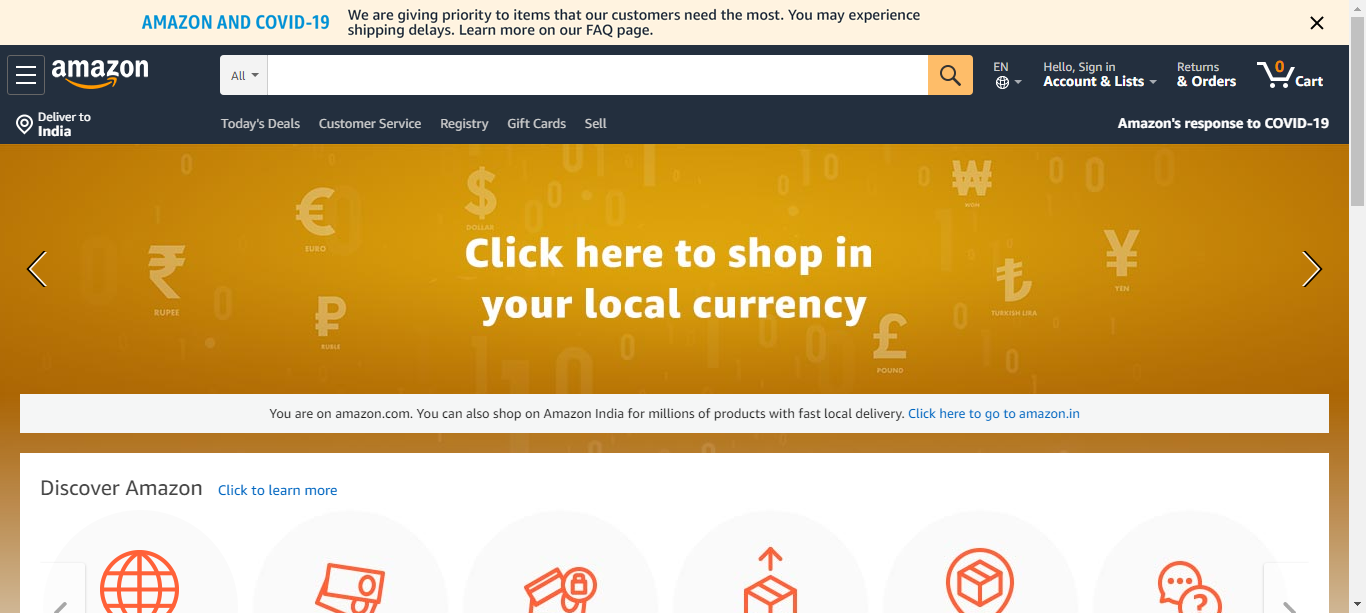 AMAZON AND COVID-19
We are giving priority to items that our customers need the most. You may experience
shipping delays. Learn more on our FAQ page.
amazon
All
EN
Hello, Sign in
Account & Lists
Returns
& Orders
0
Cart
Deliver to
India
Today's Deals
Customer Service
Registry
Gift Cards
Sell
Amazon's response to COVID-19
₹
RUPEE
€
EURO
₽
RUBLE
$
DOLLAR
Click here to shop in
your local currency
₩
WON
£
POUND
₺
TURKISH LIRA
¥
YEN
You are on amazon.com. You can also shop on Amazon India for millions of products with fast local delivery. Click here to go to amazon.in
Discover Amazon
Click to learn more